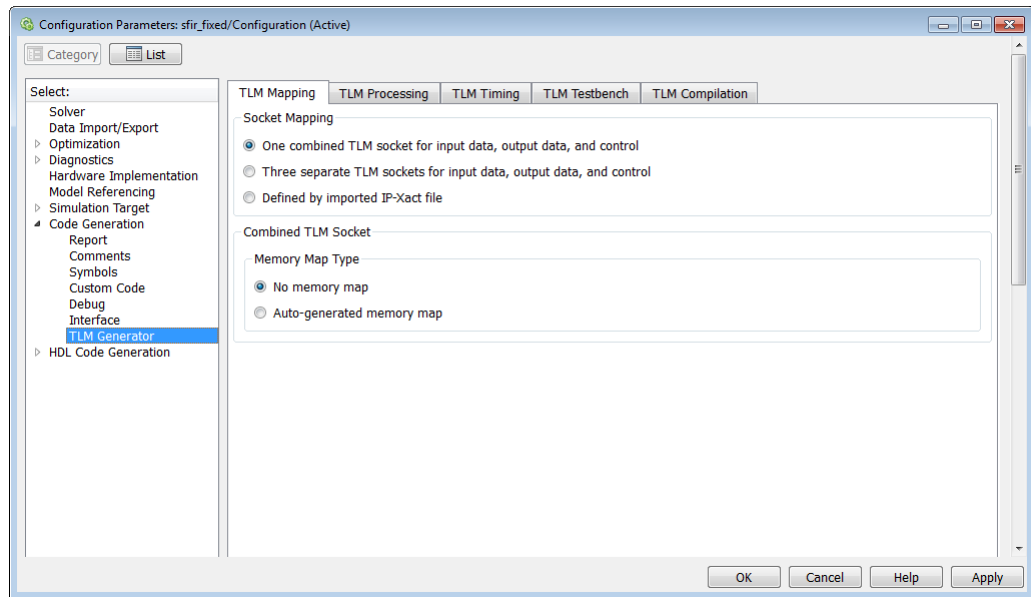 Configuration Parameters: sfir_fixed/Configuration (Active)
Category List
Select:
Solver
Data Import/Export
Optimization
Diagnostics
Hardware Implementation
Model Referencing
Simulation Target
Code Generation
Report
Comments
Symbols
Custom Code
Debug
Interface
TLM Generator
HDL Code Generation
TLM Mapping TLM Processing TLM Timing TLM Testbench TLM Compilation
Socket Mapping
One combined TLM socket for input data, output data, and control
Three separate TLM sockets for input data, output data, and control
Defined by imported IP-Xact file
Combined TLM Socket
Memory Map Type
No memory map
Auto-generated memory map
OK Cancel Help Apply